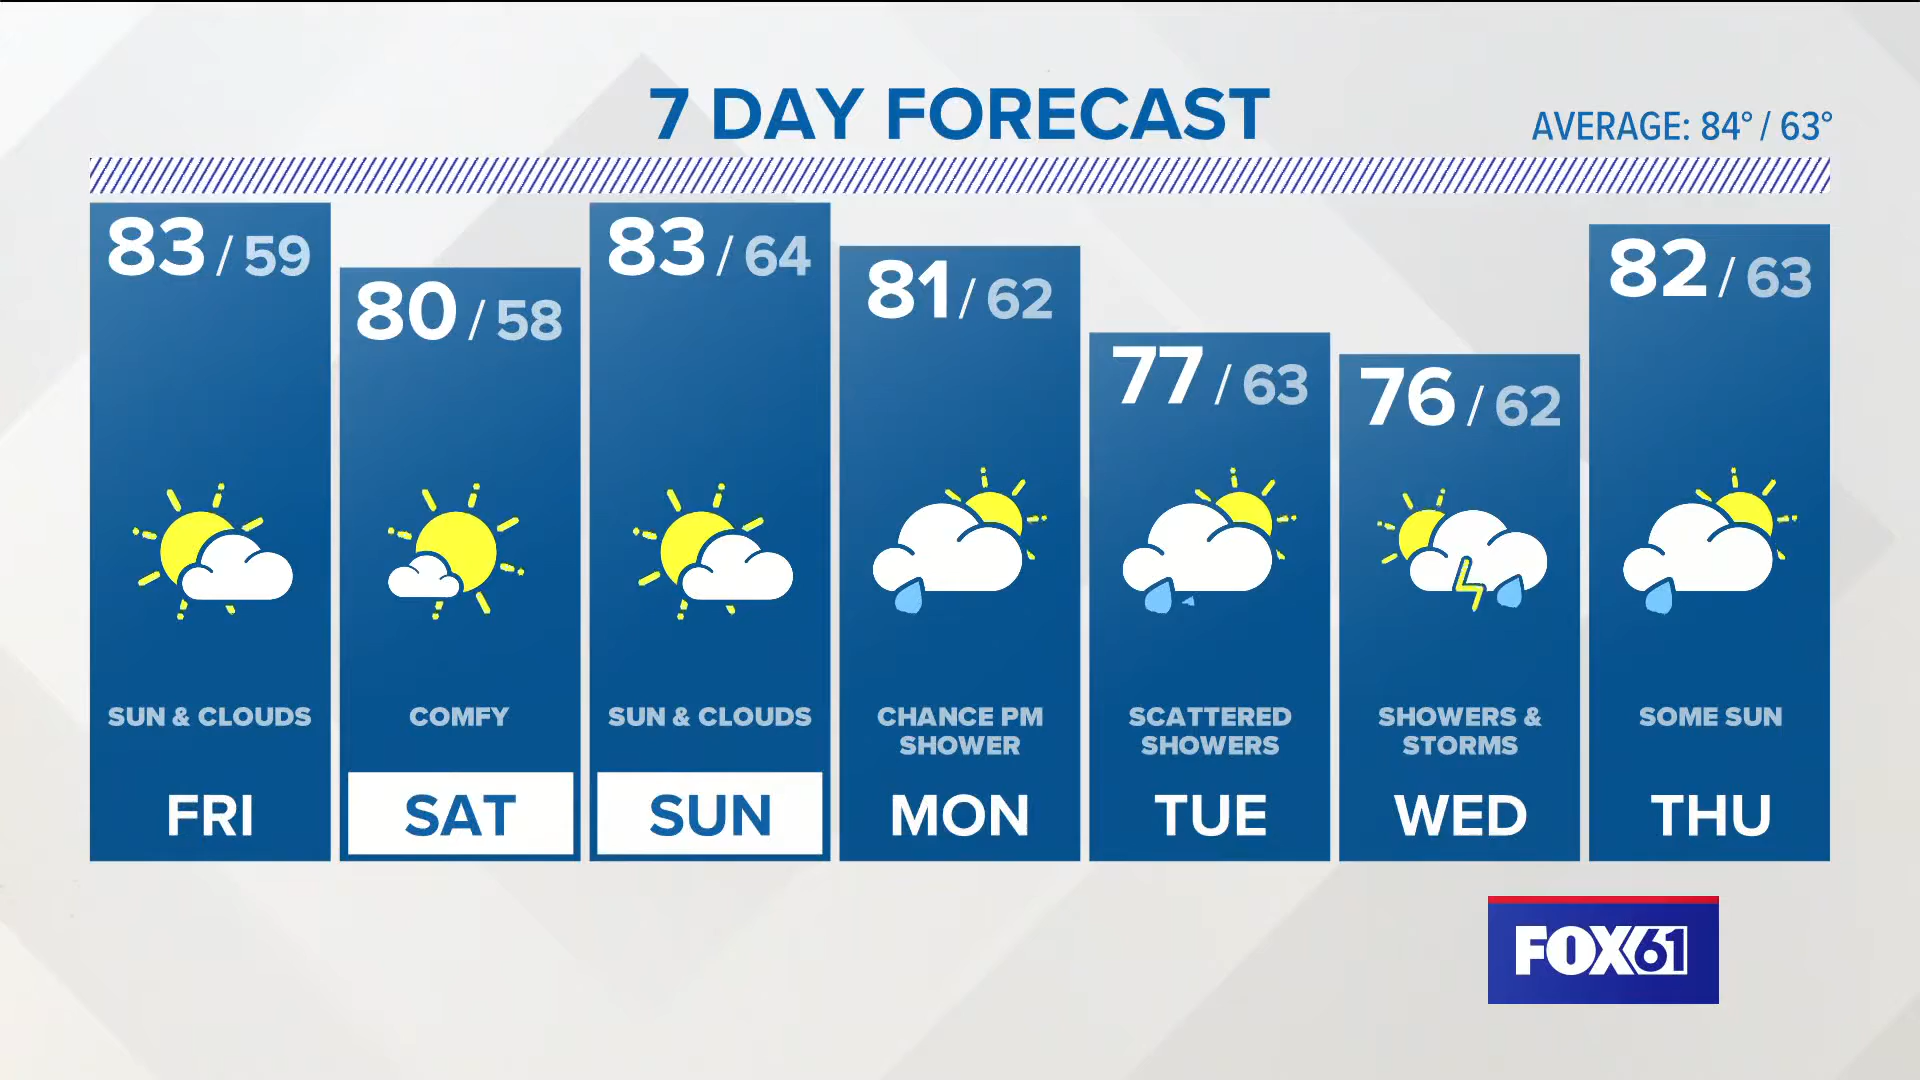 7 DAY FORECAST
AVERAGE: 84° / 63°
83 / 59
SUN & CLOUDS
FRI
80 / 58
COMFY
SAT
83 / 64
SUN & CLOUDS
SUN
81 / 62
CHANCE PM
SHOWER
MON
77 / 63
SCATTERED
SHOWERS
TUE
76 / 62
SHOWERS &
STORMS
WED
82 / 63
SOME SUN
THU
FOX61